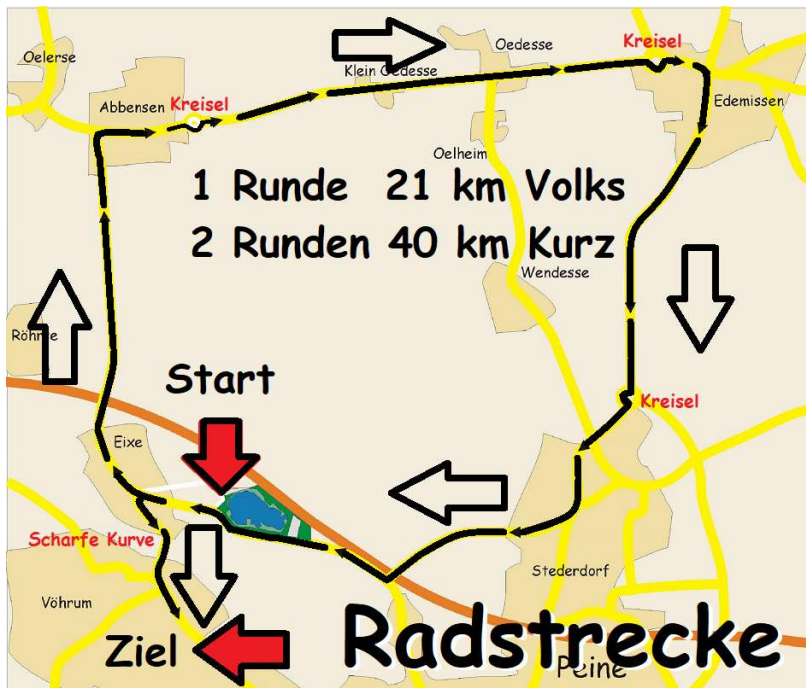 Oelerse
Oedesse
Kreisel
Klein Oedesse
Abbensen
Kreisel
Edemissen
Oelheim
1 Runde 21 km Volks
2 Runden 40 km Kurz
Wendesse
Start
Kreisel
Eixe
Scharfe Kurve
Stederdorf
Vöhrum
Ziel
Radstrecke
Peine